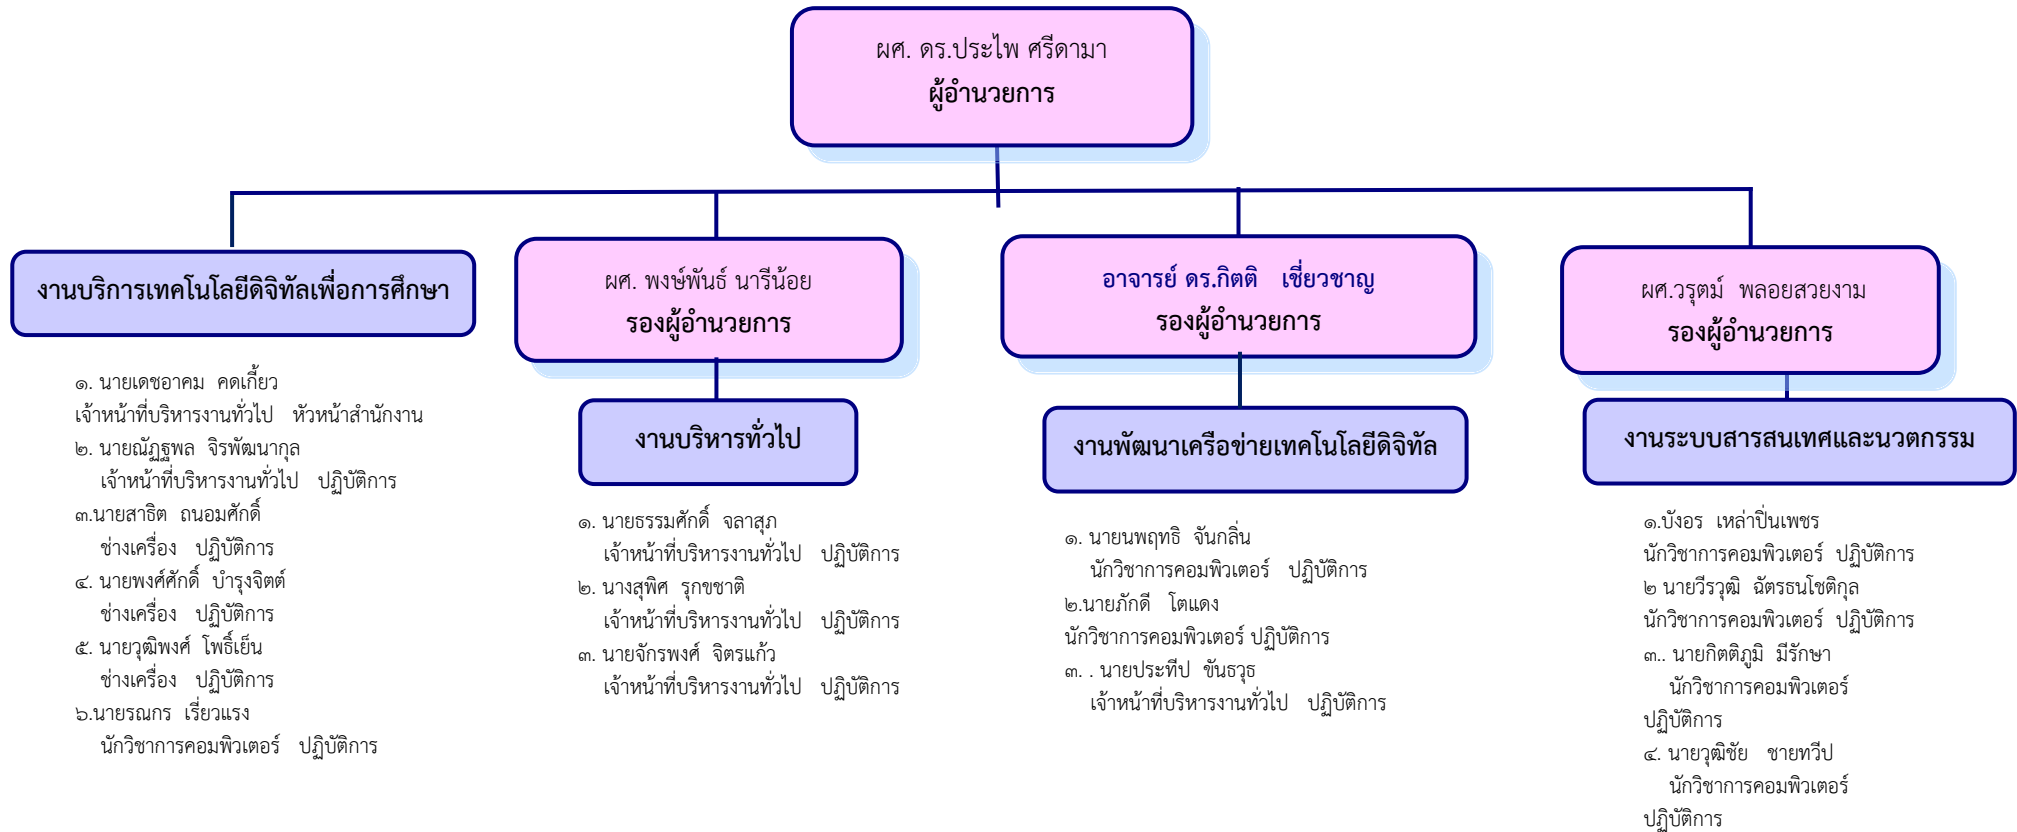 ผศ. ดร.ประไพ ศรีดามา
ผู้อำนวยการ
งานบริการเทคโนโลยีดิจิทัลเพื่อการศึกษา
๑. นายเดชอาคม คดเกี้ยว
เจ้าหน้าที่บริหารงานทั่วไป หัวหน้าสำนักงาน
๒. นายณัฏฐพล จิรพัฒนากุล
เจ้าหน้าที่บริหารงานทั่วไป ปฏิบัติการ
๓.นายสาธิต ถนอมศักดิ์
ช่างเครื่อง ปฏิบัติการ
๔. นายพงศ์ศักดิ์ บำรุงจิตต์
ช่างเครื่อง ปฏิบัติการ
๕. นายวุฒิพงศ์ โพธิ์เย็น
ช่างเครื่อง ปฏิบัติการ
๖.นายรณกร เรี่ยวแรง
นักวิชาการคอมพิวเตอร์ ปฏิบัติการ
ผศ. พงษ์พันธ์ นารีน้อย
รองผู้อำนวยการ
งานบริหารทั่วไป
๑. นายธรรมศักดิ์ จลาสุภ
เจ้าหน้าที่บริหารงานทั่วไป ปฏิบัติการ
๒. นางสุพิศ รุกขชาติ
เจ้าหน้าที่บริหารงานทั่วไป ปฏิบัติการ
๓. นายจักรพงศ์ จิตรแก้ว
เจ้าหน้าที่บริหารงานทั่วไป ปฏิบัติการ
อาจารย์ ดร.กิตติ เชี่ยวชาญ
รองผู้อำนวยการ
งานพัฒนาเครือข่ายเทคโนโลยีดิจิทัล
๑. นายนพฤทธิ จันกลิ่น
นักวิชาการคอมพิวเตอร์ ปฏิบัติการ
๒.นายภักดี โตแดง
นักวิชาการคอมพิวเตอร์ ปฏิบัติการ
๓. . นายประทีป ขันธวุธ
เจ้าหน้าที่บริหารงานทั่วไป ปฏิบัติการ
ผศ.วรุตม์ พลอยสวยงาม
รองผู้อำนวยการ
งานระบบสารสนเทศและนวตกรรม
๑.บังอร เหล่าปิ่นเพชร
นักวิชาการคอมพิวเตอร์ ปฏิบัติการ
๒ นายวีรวุฒิ ฉัตรธนโชติกุล
นักวิชาการคอมพิวเตอร์ ปฏิบัติการ
๓.. นายกิตติภูมิ มีรักษา
นักวิชาการคอมพิวเตอร์
ปฏิบัติการ
๔. นายวุฒิชัย ชายทวีป
นักวิชาการคอมพิวเตอร์
ปฏิบัติการ